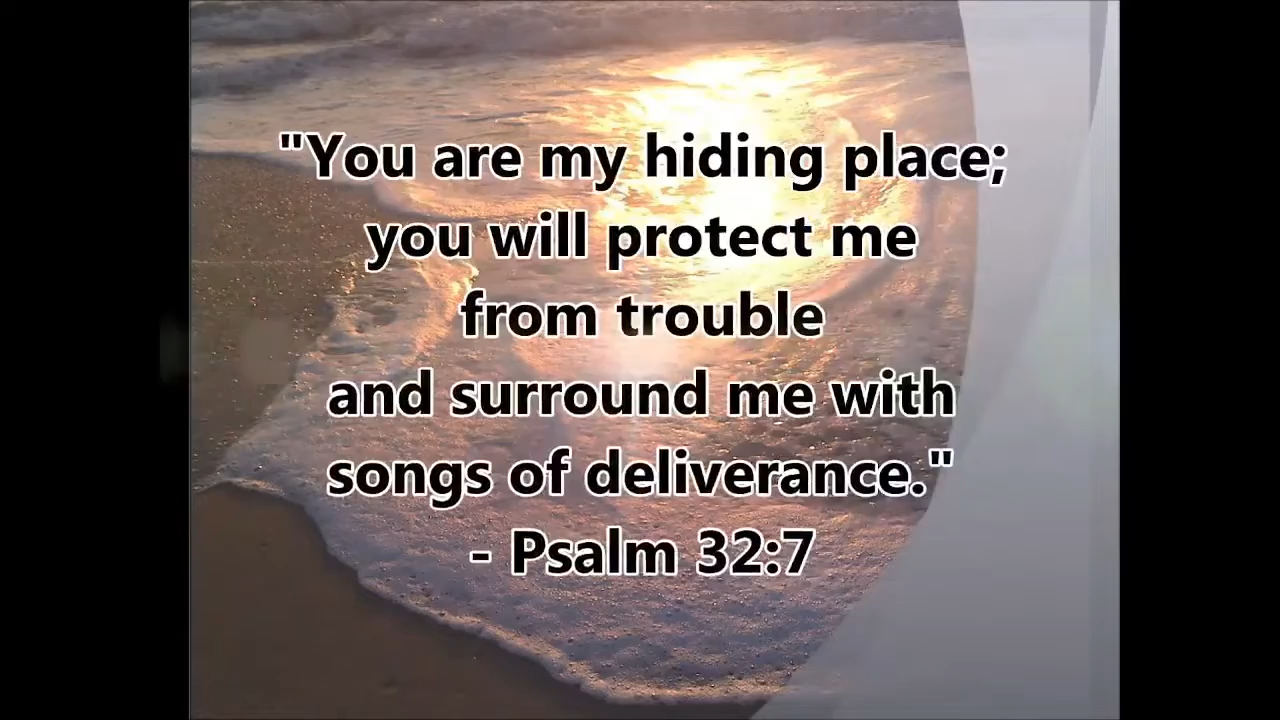 "You are my hiding place;
you will protect me
from trouble
and surround me with
songs of deliverance."
- Psalm 32:7